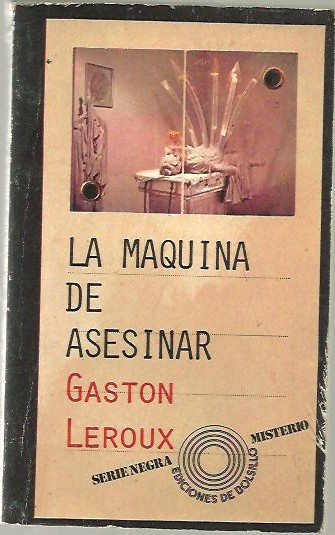 LA MAQUINA
DE
ASESINAR
GASTON
LEROUX
SERIE NEGRA
MISTERIO
EDICIONES DE BOLSILLO